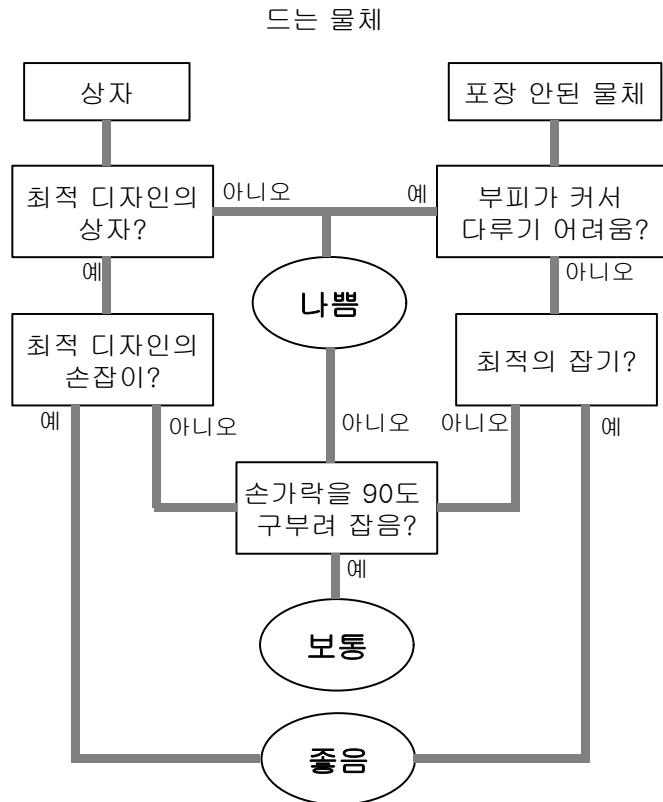 드는 물체
상자
포장 안된 물체
최적 디자인의
상자?
아니오
예
부피가 커서
다루기 어려움?
예
나쁨
아니오
최적 디자인의
손잡이?
최적의 잡기?
예
아니오
아니오
아니오
예
손가락을 90도
구부려 잡음?
예
보통
좋음